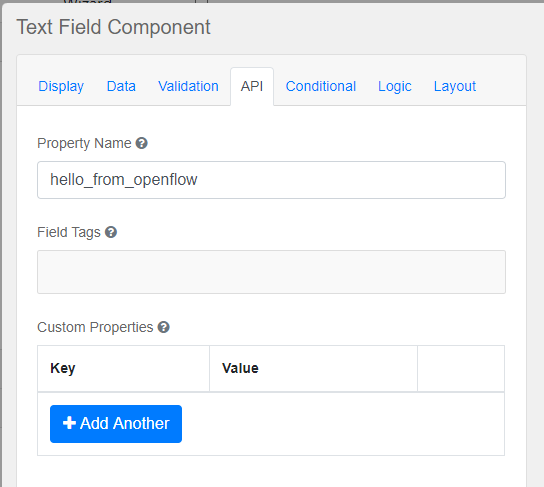 Text Field Component
Display Data Validation API Conditional Logic Layout
Property Name
hello_from_openflow
Field Tags
Custom Properties
Key Value
Add Another